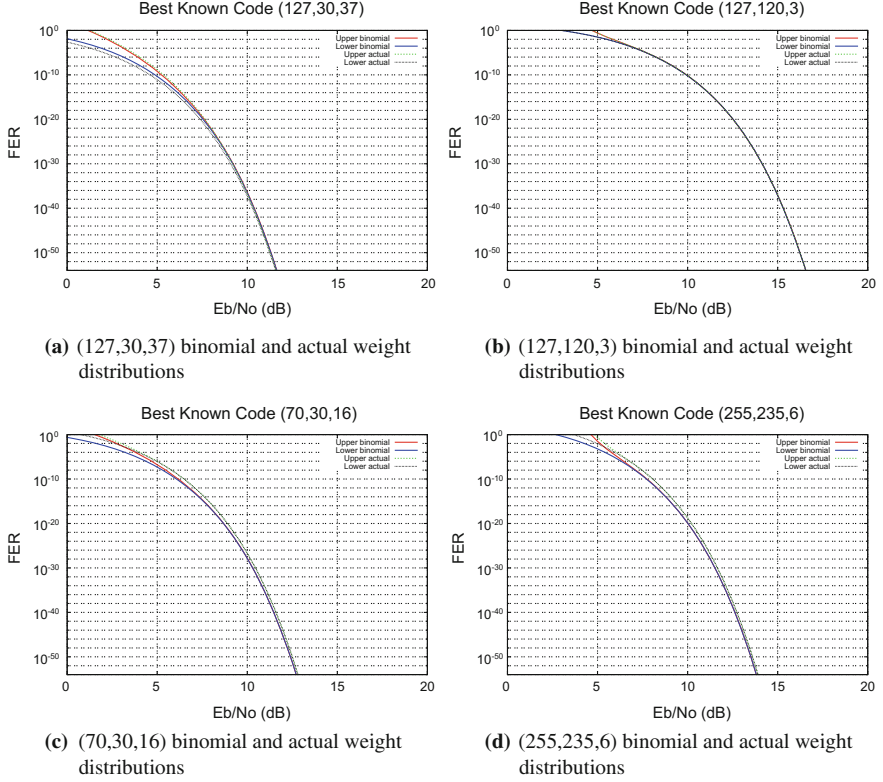 Best Known Code (127,30,37)
10^0
10^-10
10^-20
10^-30
10^-40
10^-50
FER
0 5 10 15 20
Eb/No (dB)
Upper binomial
Lower binomial
Upper actual
Lower actual
(a) (127,30,37) binomial and actual weight
distributions
Best Known Code (127,120,3)
10^0
10^-10
10^-20
10^-30
10^-40
10^-50
FER
0 5 10 15 20
Eb/No (dB)
Upper binomial
Lower binomial
Upper actual
Lower actual
(b) (127,120,3) binomial and actual weight
distributions
Best Known Code (70,30,16)
10^0
10^-10
10^-20
10^-30
10^-40
10^-50
FER
0 5 10 15 20
Eb/No (dB)
Upper binomial
Lower binomial
Upper actual
Lower actual
(c) (70,30,16) binomial and actual weight
distributions
Best Known Code (255,235,6)
10^0
10^-10
10^-20
10^-30
10^-40
10^-50
FER
0 5 10 15 20
Eb/No (dB)
Upper binomial
Lower binomial
Upper actual
Lower actual
(d) (255,235,6) binomial and actual weight
distributions